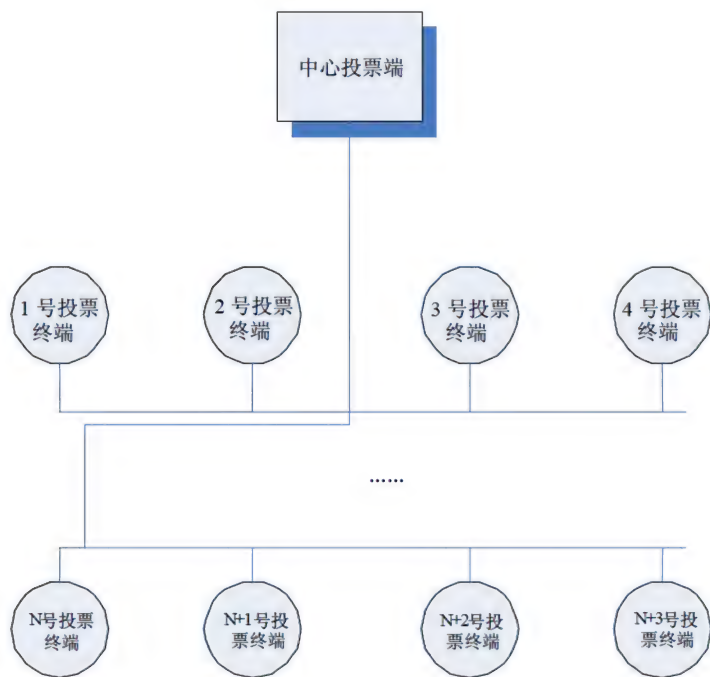 中心投票端
1 号投票
终端
2 号投票
终端
3 号投票
终端
4 号投票
终端
……
N号投票
终端
N+1号投
票终端
N+2号投
票终端
N+3号投
票终端